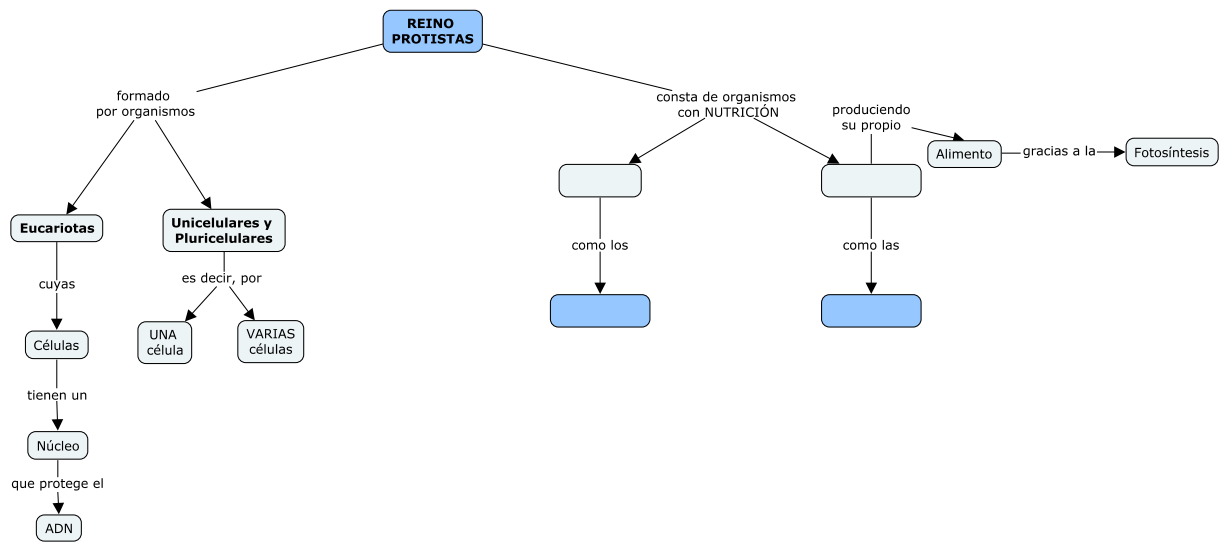 REINO
PROTISTAS
formado
por organismos
consta de organismos
con NUTRICIÓN
produciendo
su propio
Alimento
gracias a la
Fotosíntesis
Eucariotas
Unicelulares y
Pluricelulares
cuyas
es decir, por
como los
como las
Células
UNA
célula
VARIAS
células
tienen un
Núcleo
que protege el
ADN